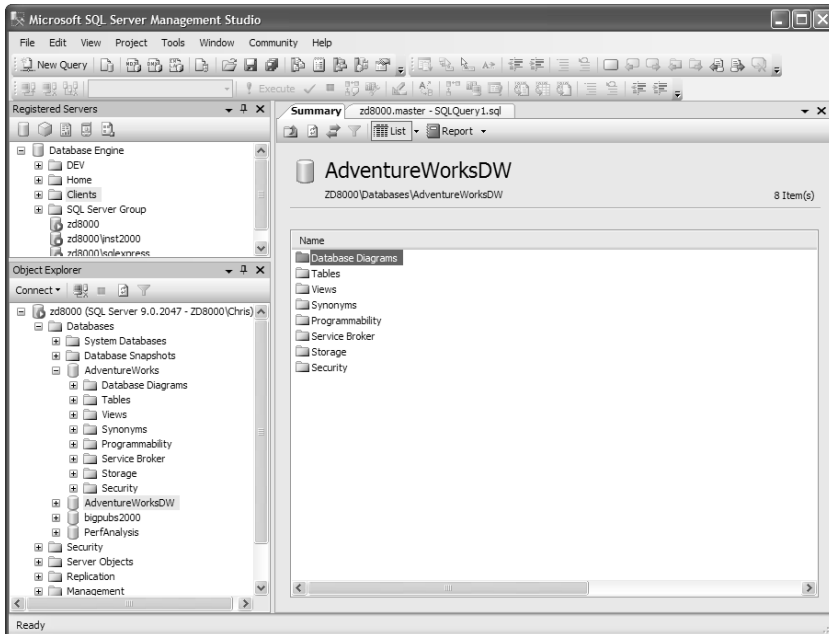 Microsoft SQL Server Management Studio
File Edit View Project Tools Window Community Help
New Query
Execute
Registered Servers
Database Engine
DEV
Home
Clients
SQL Server Group
zd8000
zd8000\inst2000
zd8000\sqlexpress
Object Explorer
Connect
zd8000 (SQL Server 9.0.2047 - ZD8000\Chris)
Databases
System Databases
Database Snapshots
AdventureWorks
Database Diagrams
Tables
Views
Synonyms
Programmability
Service Broker
Storage
Security
AdventureWorksDW
bigpubs2000
PerfAnalysis
Security
Server Objects
Replication
Management
Summary zd8000.master - SQLQuery1.sql
List Report
AdventureWorksDW
ZD8000\Databases\AdventureWorksDW 8 Item(s)
Name
Database Diagrams
Tables
Views
Synonyms
Programmability
Service Broker
Storage
Security
Ready